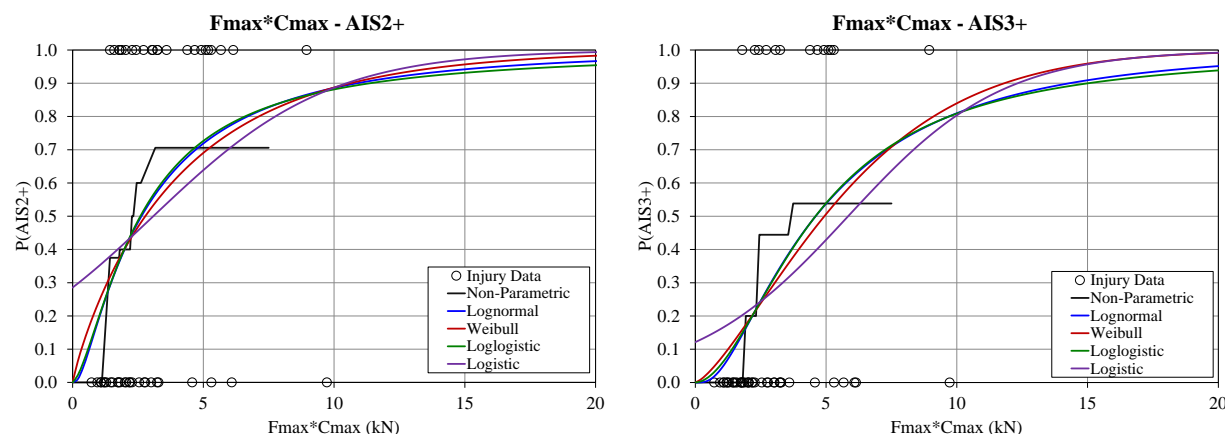 Fmax*Cmax - AIS2+
1.0
0.9
0.8
0.7
0.6
0.5
0.4
0.3
0.2
0.1
0.0
P(AIS2+)
Injury Data
Non-Parametric
Lognormal
Weibull
Loglogistic
Logistic
0 5 10 15 20
Fmax*Cmax (kN)
Fmax*Cmax - AIS3+
1.0
0.9
0.8
0.7
0.6
0.5
0.4
0.3
0.2
0.1
0.0
P(AIS3+)
Injury Data
Non-Parametric
Lognormal
Weibull
Loglogistic
Logistic
0 5 10 15 20
Fmax*Cmax (kN)